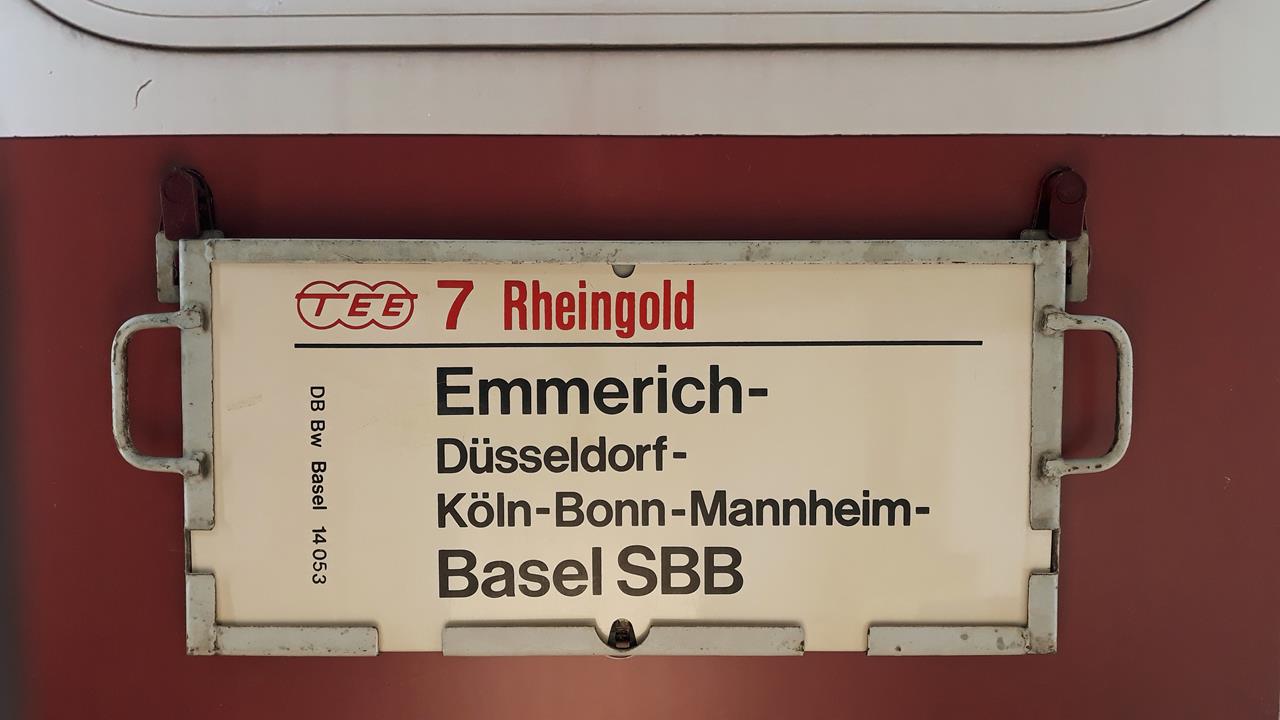 TEE 7 Rheingold
Emmerich-
Düsseldorf-
Köln-Bonn-Mannheim-
Basel SBB
DB Bw Basel 14 053